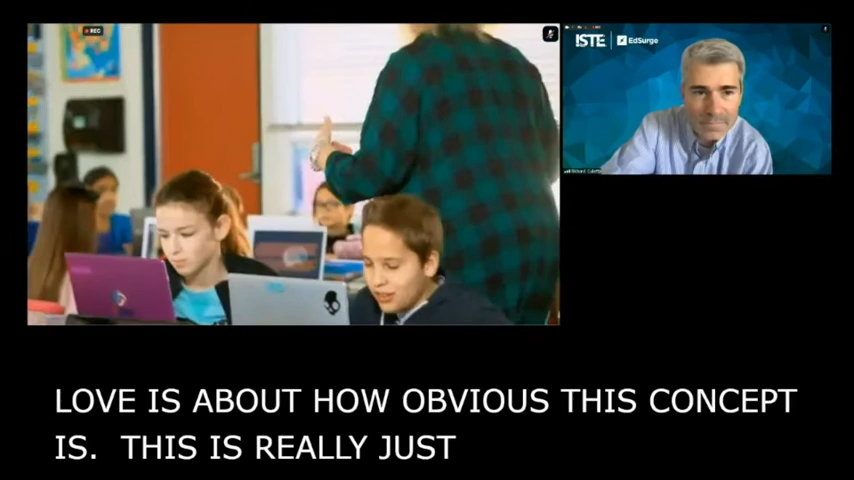 REC
ISTE | EdSurge
LOVE IS ABOUT HOW OBVIOUS THIS CONCEPT
IS. THIS IS REALLY JUST